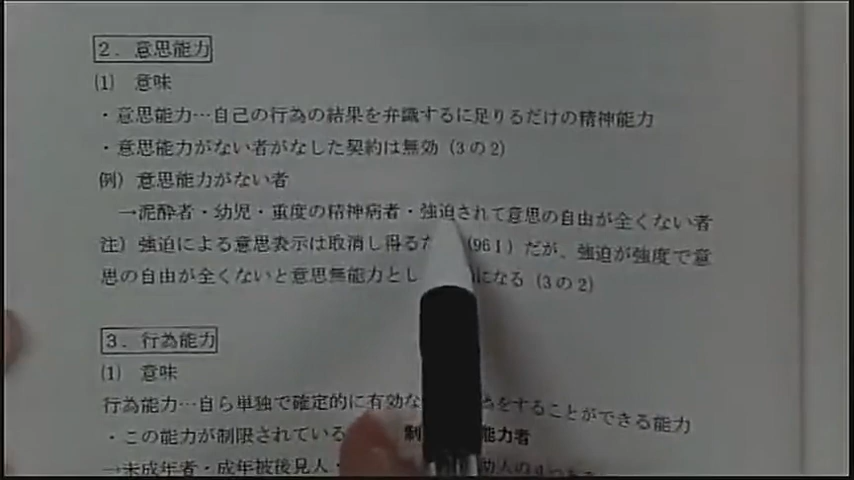 2．意思能力
(1)　意味
・意思能力…自己の行為の結果を弁識するに足りるだけの精神能力
・意思能力がない者がなした契約は無効（3の2）
例）意思能力がない者
→泥酔者・幼児・重度の精神病者・強迫されて意思の自由が全くない者
注）強迫による意思表示は取消し得る（961）だが、強迫が強度で意
思の自由が全くないと意思無能力とし になる（3の2）
3．行為能力
(1)　意味
行為能力…自ら単独で確定的に有効な をすることができる能力
・この能力が制限されている 能力者
→未成年者・成年被後見人・